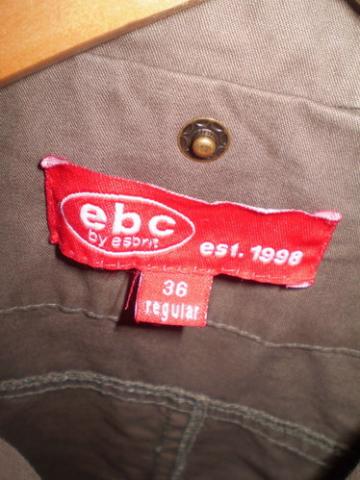 ebc
by esprit
est. 1998
36
regular